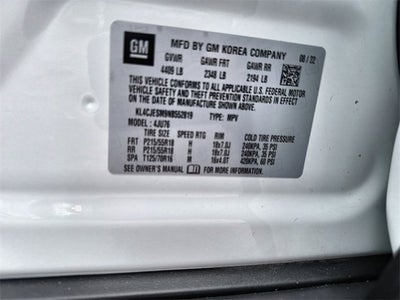 GM MFD BY GM KOREA COMPANY 08 / 22
GVWR GAWR FRT GAWR RR
4409 LB 2348 LB 2194 LB
THIS VEHICLE CONFORMS TO ALL APPLICABLE U.S. FEDERAL MOTOR
VEHICLE SAFETY AND THEFT PREVENTION STANDARDS IN EFFECT
ON THE DATE OF MANUFACTURE SHOWN ABOVE.
KL4CJESM9NB552819 TYPE: MPV
MODEL: 4JU76
TIRE SIZE SPEED RTG RIM COLD TIRE PRESSURE
FRT P215/55R18 H 18x7.0J 240KPA, 35 PSI
RR P215/55R18 H 18x7.0J 240KPA, 35 PSI
SPA T125/70R16 M 16x4.0T 420KPA, 60 PSI
SEE OWNER'S MANUAL FOR MORE INFORMATION.